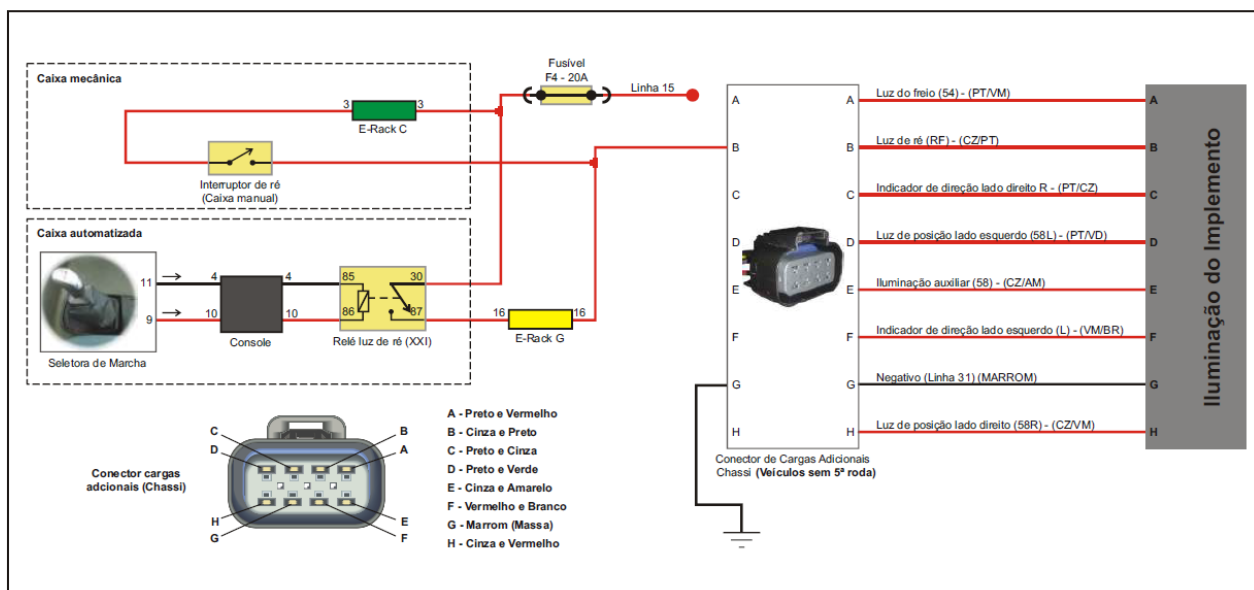 Caixa mecânica
3
3
E-Rack C
Interruptor de ré
(Caixa manual)
Fusível
F4 - 20A
Linha 15
Caixa automatizada
11
9
Seletora de Marcha
4
4
10
10
Console
85
30
86
87
Relé luz de ré (XXI)
16
16
E-Rack G
A
B
C
D
E
F
G
H
A
B
C
D
E
F
G
H
Luz do freio (54) - (PT/VM)
Luz de ré (RF) - (CZ/PT)
Indicador de direção lado direito R - (PT/CZ)
Luz de posição lado esquerdo (58L) - (PT/VD)
Iluminação auxiliar (58) - (CZ/AM)
Indicador de direção lado esquerdo (L) - (VM/BR)
Negativo (Linha 31) (MARROM)
Luz de posição lado direito (58R) - (CZ/VM)
A
B
C
D
E
F
G
H
Iluminação do Implemento
Conector de Cargas Adicionais
Chassi (Veículos sem 5ª roda)
Conector cargas
adcionais (Chassi)
C
D
B
A
H
G
E
F
A - Preto e Vermelho
B - Cinza e Preto
C - Preto e Cinza
D - Preto e Verde
E - Cinza e Amarelo
F - Vermelho e Branco
G - Marrom (Massa)
H - Cinza e Vermelho